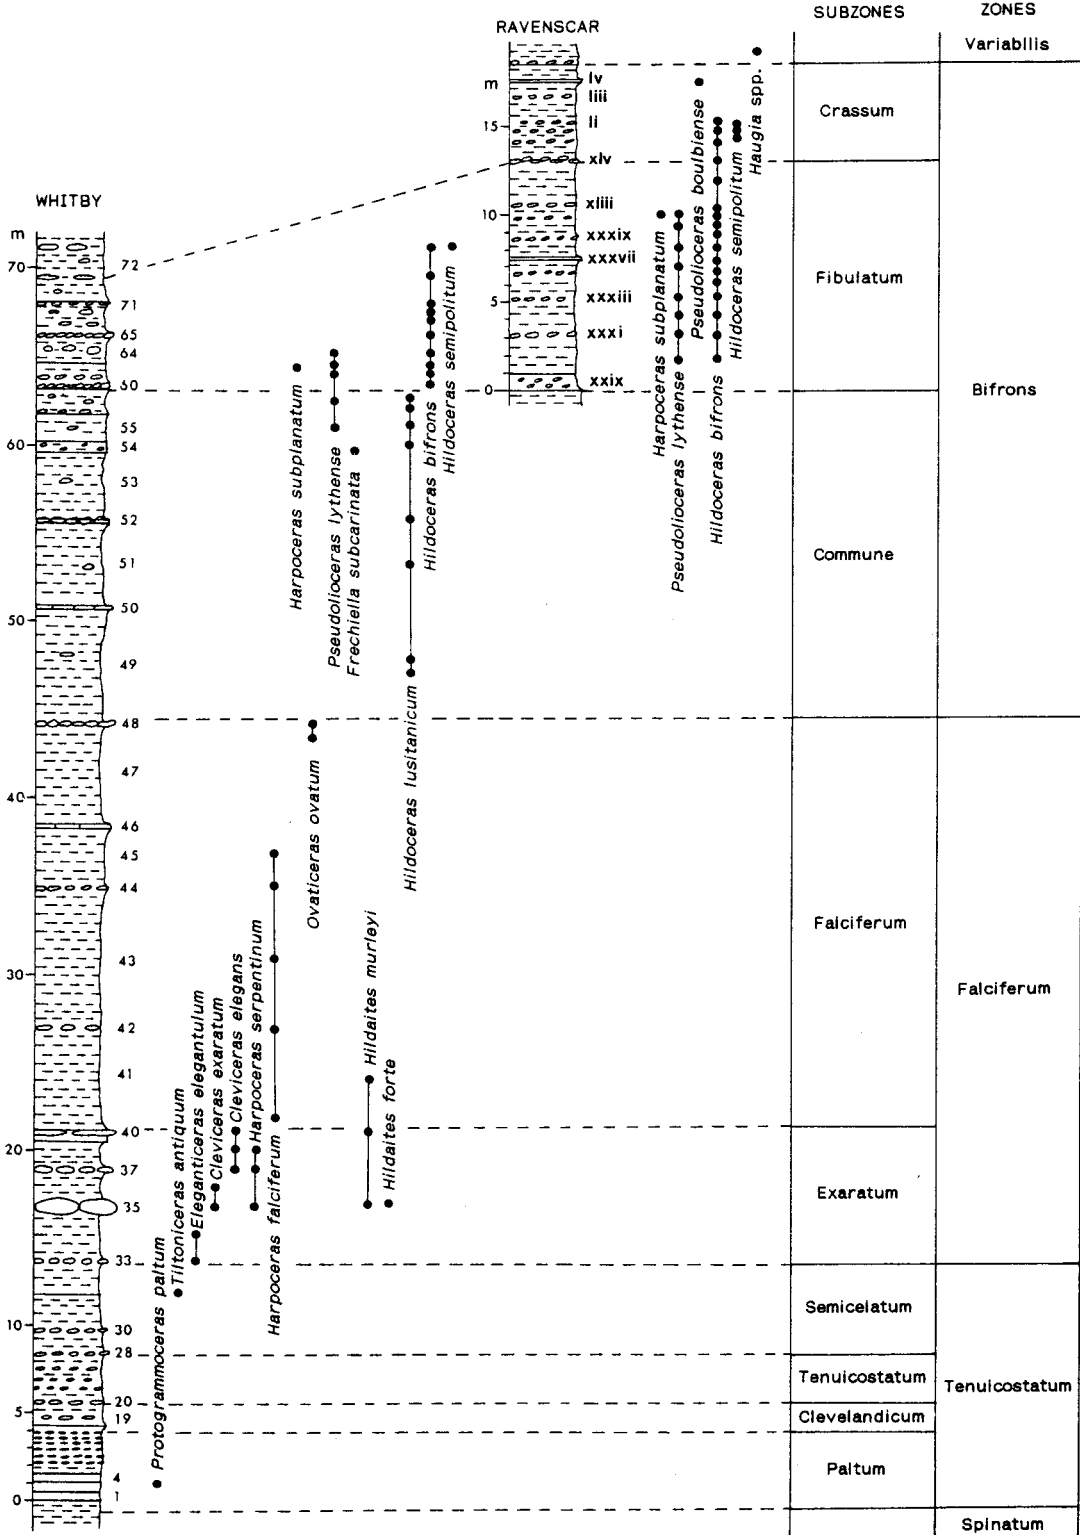 SUBZONES
ZONES
RAVENSCAR
Variabilis
m
lv
liii
15
li
xlv
xliii
10
xxxix
xxxvii
5
xxxiii
xxxi
xxix
0
Harpoceras subplanatum
Pseudolioceras lythense
Pseudolioceras boulbiense
Hildoceras bifrons
Hildoceras semipolitum
Haugia spp.
Crassum
Fibulatum
Bifrons
Commune
Falciferum
Falciferum
Exaratum
Semicelatum
Tenuicostatum
Tenuicostatum
Clevelandicum
Paltum
Spinatum
WHITBY
m
70
72
71
65
64
60
55
60
54
53
52
51
50
50
49
48
47
40
46
45
44
43
30
42
41
40
20
37
35
33
10
30
28
20
5
19
4
0
1
Protogrammoceras paltum
Tiltoniceras antiquum
Eleganticeras elegantulum
Cleviceras exaratum
Cleviceras elegans
Harpoceras serpentinum
Harpoceras falciferum
Harpoceras subplanatum
Ovaticeras ovatum
Pseudolioceras lythense
Frechiella subcarinata
Hildaites murleyi
Hildaites forte
Hildoceras lusitanicum
Hildoceras bifrons
Hildoceras semipolitum